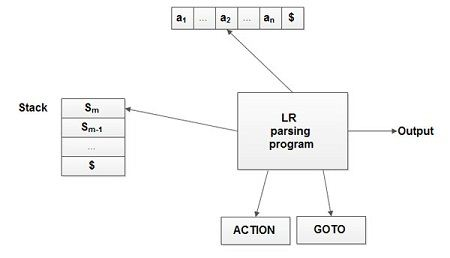 a1 ... a2 ... an $
Stack
Sm
Sm-1
...
$
LR
parsing
program
Output
ACTION
GOTO